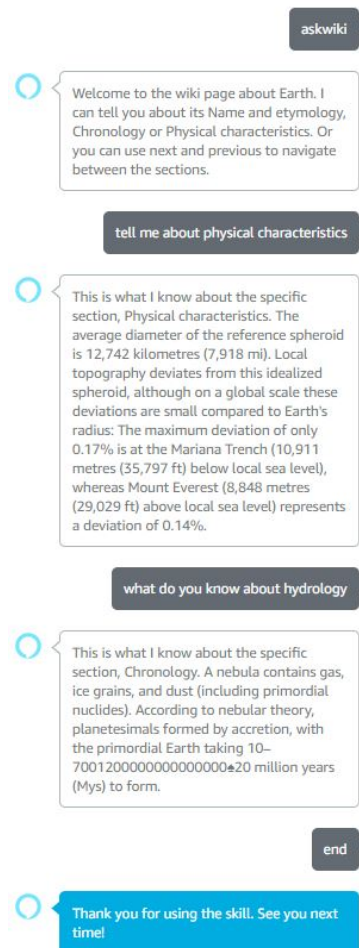 askwiki
Welcome to the wiki page about Earth. I
can tell you about its Name and etymology,
Chronology or Physical characteristics. Or
you can use next and previous to navigate
between the sections.
tell me about physical characteristics
This is what I know about the specific
section, Physical characteristics. The
average diameter of the reference spheroid
is 12,742 kilometres (7,918 mi). Local
topography deviates from this idealized
spheroid, although on a global scale these
deviations are small compared to Earth's
radius: The maximum deviation of only
0.17% is at the Mariana Trench (10,911
metres (35,797 ft) below local sea level),
whereas Mount Everest (8,848 metres
(29,029 ft) above local sea level) represents
a deviation of 0.14%.
what do you know about hydrology
This is what I know about the specific
section, Chronology. A nebula contains gas,
ice grains, and dust (including primordial
nuclides). According to nebular theory,
planetesimals formed by accretion, with
the primordial Earth taking 10–
7001200000000000000♠20 million years
(Mys) to form.
end
Thank you for using the skill. See you next
time!